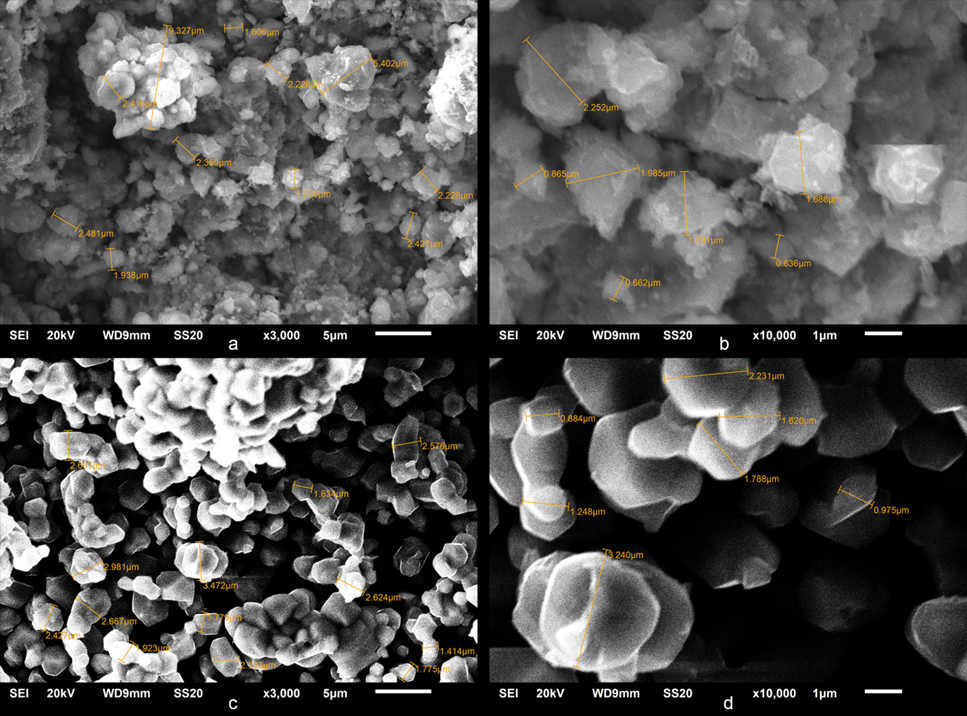 9.327µm
1.606µm
5.402µm
2.228µm
2.481µm
2.228µm
2.427µm
1.938µm
SEI 20kV WD9mm SS20 x3,000 5µm
a
2.252µm
0.865µm
1.985µm
1.686µm
0.636µm
0.662µm
SEI 20kV WD9mm SS20 x10,000 1µm
b
2.576µm
1.634µm
2.981µm
3.472µm
2.624µm
2.667µm
1.923µm
1.414µm
1.775µm
SEI 20kV WD9mm SS20 x3,000 5µm
c
2.231µm
0.884µm
1.620µm
1.788µm
1.248µm
0.975µm
3.240µm
SEI 20kV WD9mm SS20 x10,000 1µm
d